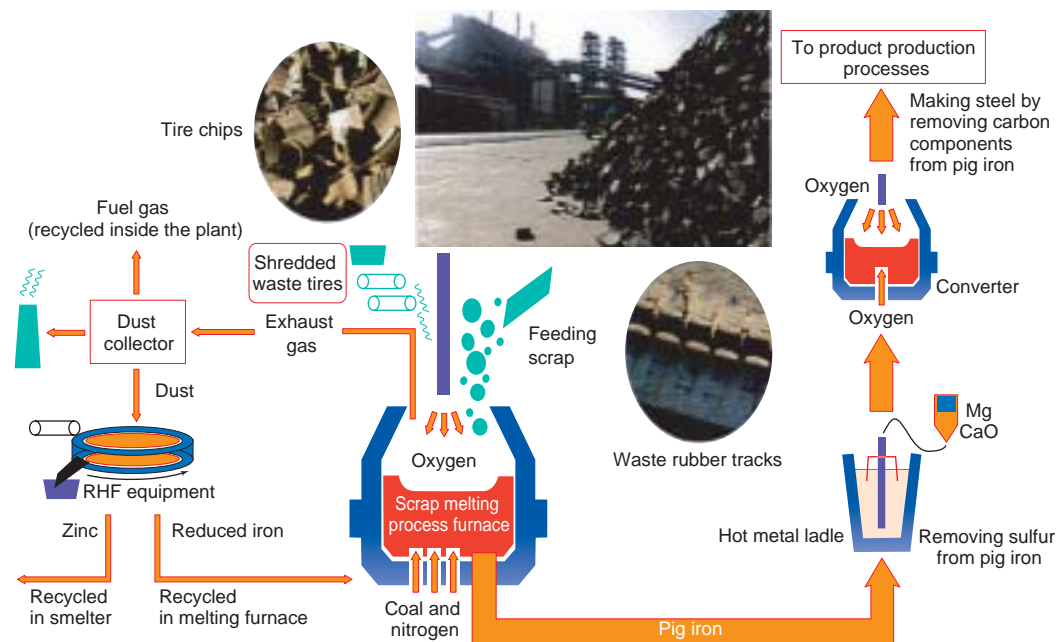 Tire chips
To product production
processes
Making steel by
removing carbon
components
from pig iron
Oxygen
Converter
Oxygen
Fuel gas
(recycled inside the plant)
Shredded
waste tires
Dust
collector
Exhaust
gas
Feeding
scrap
Dust
Oxygen
Waste rubber tracks
Mg
CaO
RHF equipment
Scrap melting
process furnace
Zinc
Reduced iron
Hot metal ladle
Removing sulfur
from pig iron
Recycled
in smelter
Recycled
in melting furnace
Coal and
nitrogen
Pig iron